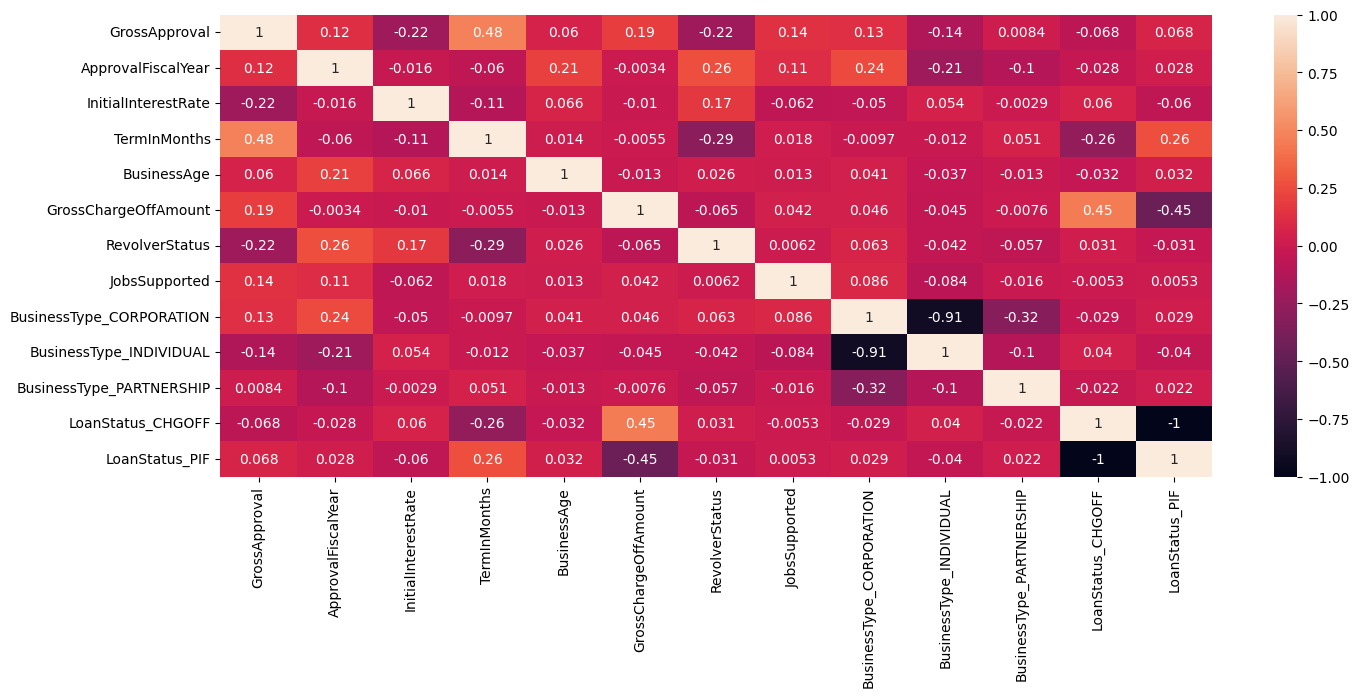 GrossApproval 1 0.12 -0.22 0.48 0.06 0.19 -0.22 0.14 0.13 -0.14 0.0084 -0.068 0.068
ApprovalFiscalYear 0.12 1 -0.016 -0.06 0.21 -0.0034 0.26 0.11 0.24 -0.21 -0.1 -0.028 0.028
InitialInterestRate -0.22 -0.016 1 -0.11 0.066 -0.01 0.17 -0.062 -0.05 0.054 -0.0029 0.06 -0.06
TermInMonths 0.48 -0.06 -0.11 1 0.014 -0.0055 -0.29 0.018 -0.0097 -0.012 0.051 -0.26 0.26
BusinessAge 0.06 0.21 0.066 0.014 1 -0.013 0.026 0.013 0.041 -0.037 -0.013 -0.032 0.032
GrossChargeOffAmount 0.19 -0.0034 -0.01 -0.0055 -0.013 1 -0.065 0.042 0.046 -0.045 -0.0076 0.45 -0.45
RevolverStatus -0.22 0.26 0.17 -0.29 0.026 -0.065 1 0.0062 0.063 -0.042 -0.057 0.031 -0.031
JobsSupported 0.14 0.11 -0.062 0.018 0.013 0.042 0.0062 1 0.086 -0.084 -0.016 -0.0053 0.0053
BusinessType_CORPORATION 0.13 0.24 -0.05 -0.0097 0.041 0.046 0.063 0.086 1 -0.91 -0.32 -0.029 0.029
BusinessType_INDIVIDUAL -0.14 -0.21 0.054 -0.012 -0.037 -0.045 -0.042 -0.084 -0.91 1 -0.1 0.04 -0.04
BusinessType_PARTNERSHIP 0.0084 -0.1 -0.0029 0.051 -0.013 -0.0076 -0.057 -0.016 -0.32 -0.1 1 -0.022 0.022
LoanStatus_CHGOFF -0.068 -0.028 0.06 -0.26 -0.032 0.45 0.031 -0.0053 -0.029 0.04 -0.022 1 -1
LoanStatus_PIF 0.068 0.028 -0.06 0.26 0.032 -0.45 -0.031 0.0053 0.029 -0.04 0.022 -1 1
GrossApproval
ApprovalFiscalYear
InitialInterestRate
TermInMonths
BusinessAge
GrossChargeOffAmount
RevolverStatus
JobsSupported
BusinessType_CORPORATION
BusinessType_INDIVIDUAL
BusinessType_PARTNERSHIP
LoanStatus_CHGOFF
LoanStatus_PIF
1.00
0.75
0.50
0.25
0.00
−0.25
−0.50
−0.75
−1.00